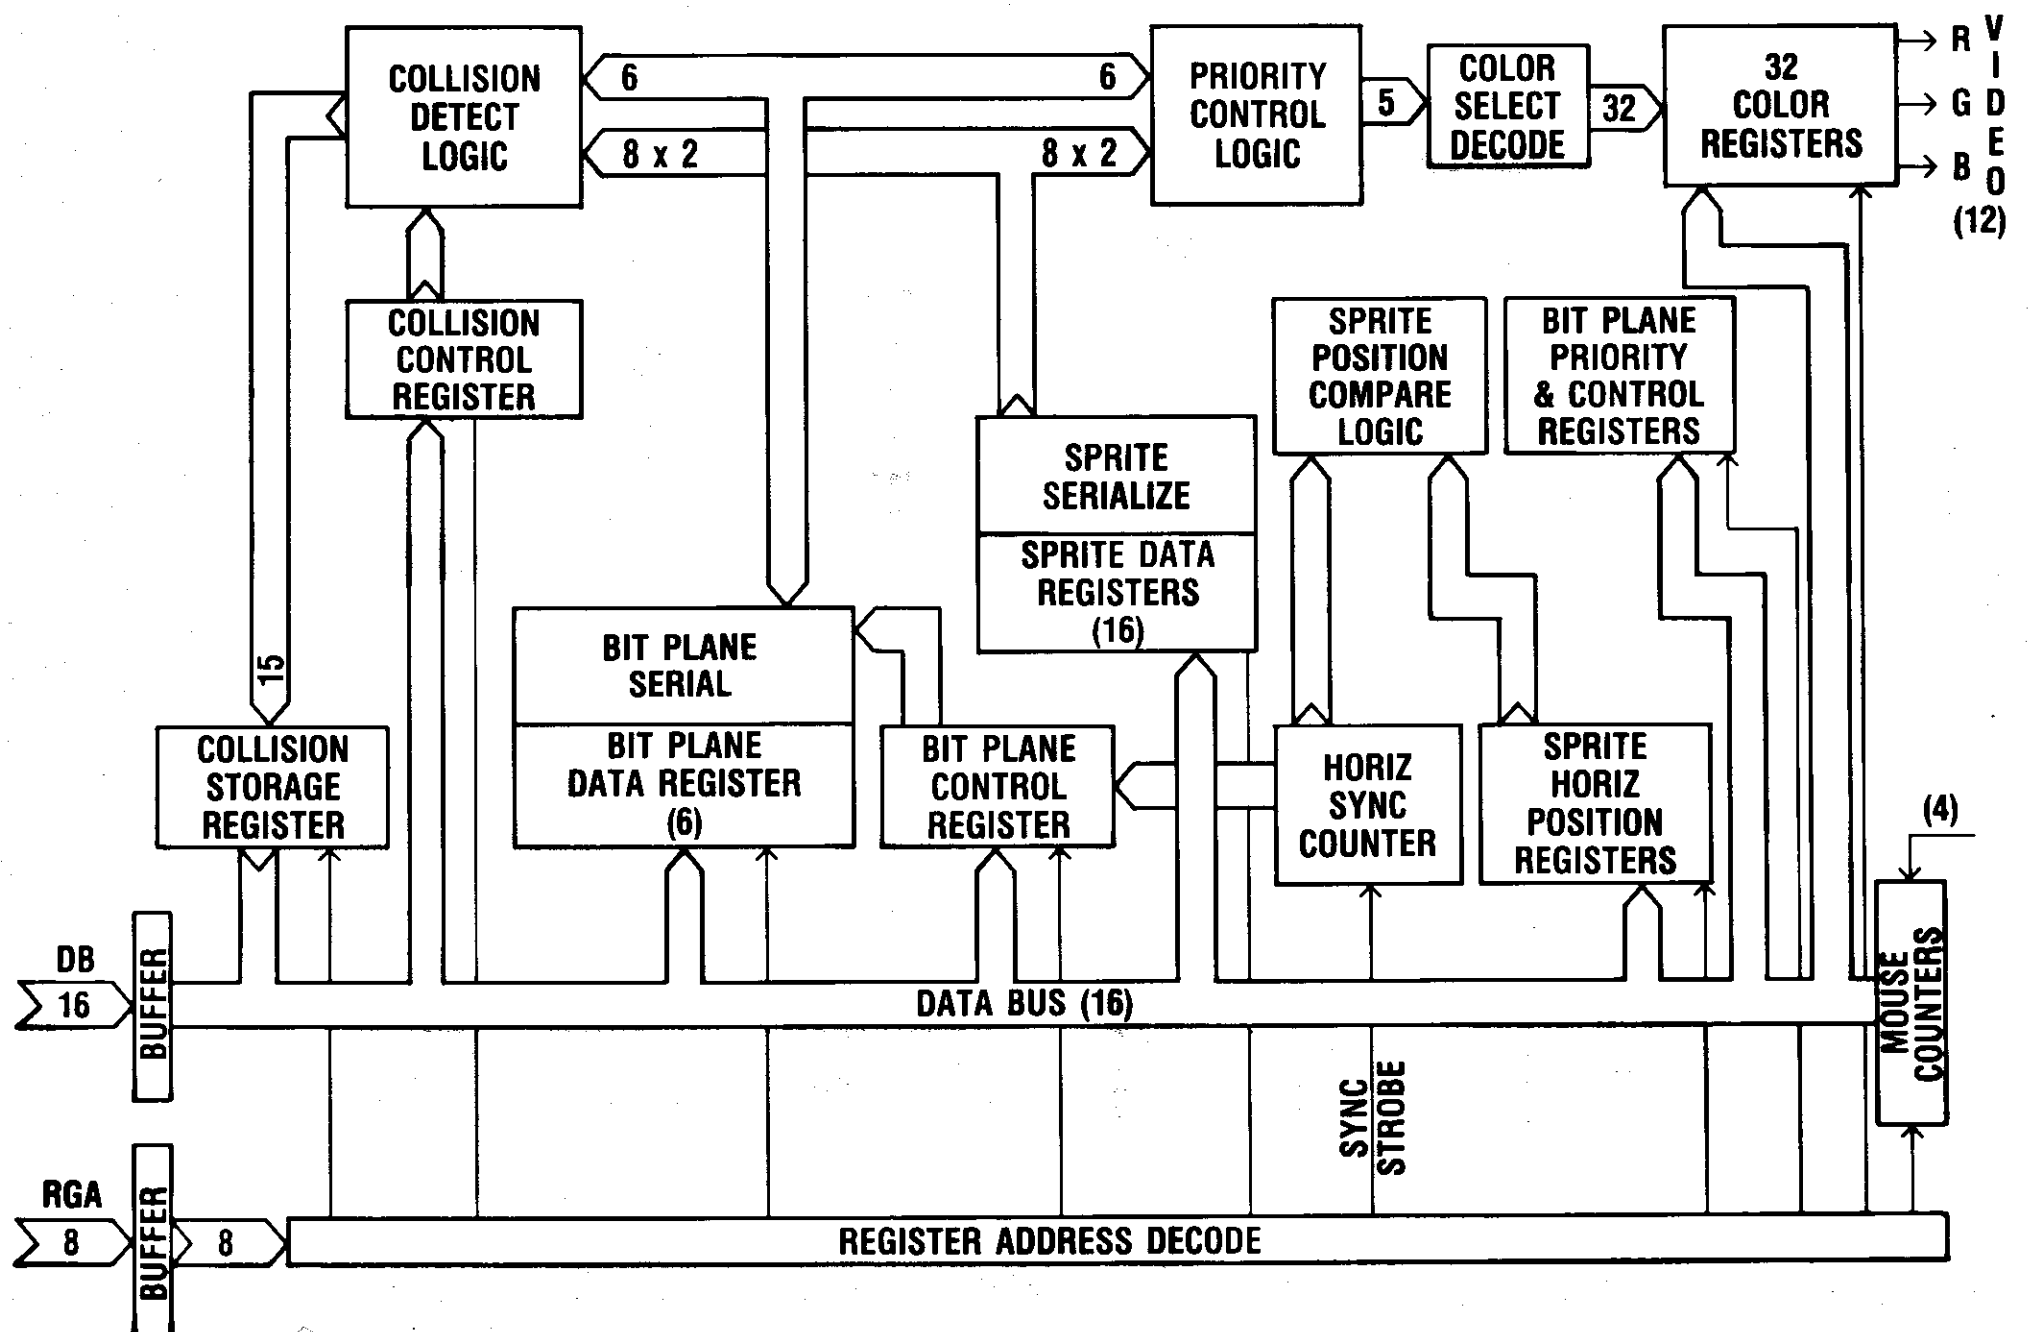 COLLISION
DETECT
LOGIC
6
6
8 x 2
8 x 2
PRIORITY
CONTROL
LOGIC
5
COLOR
SELECT
DECODE
32
32
COLOR
REGISTERS
R
G
B
VIDEO
(12)
COLLISION
CONTROL
REGISTER
SPRITE
POSITION
COMPARE
LOGIC
BIT PLANE
PRIORITY
& CONTROL
REGISTERS
SPRITE
SERIALIZE
SPRITE DATA
REGISTERS
(16)
15
BIT PLANE
SERIAL
BIT PLANE
DATA REGISTER
(6)
COLLISION
STORAGE
REGISTER
BIT PLANE
CONTROL
REGISTER
HORIZ
SYNC
COUNTER
SPRITE
HORIZ
POSITION
REGISTERS
(4)
MOUSE
COUNTERS
DB
16
BUFFER
DATA BUS (16)
SYNC
STROBE
RGA
8
BUFFER
8
REGISTER ADDRESS DECODE